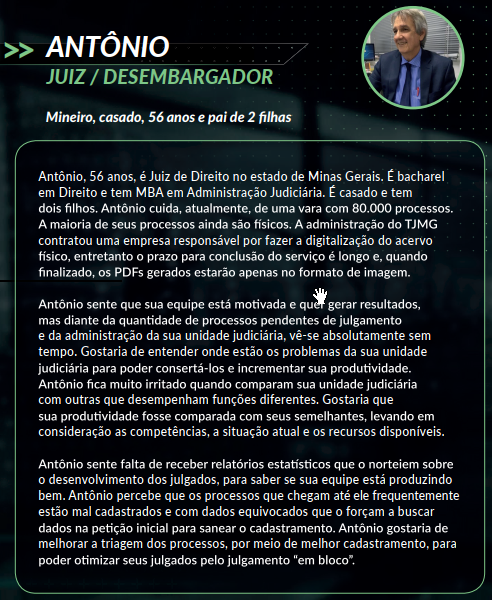 >> ANTÔNIO
JUIZ / DESEMBARGADOR
Mineiro, casado, 56 anos e pai de 2 filhas
Antônio, 56 anos, é Juiz de Direito no estado de Minas Gerais. É bacharel
em Direito e tem MBA em Administração Judiciária. É casado e tem
dois filhos. Antônio cuida, atualmente, de uma vara com 80.000 processos.
A maioria de seus processos ainda são físicos. A administração do TJMG
contratou uma empresa responsável por fazer a digitalização do acervo
físico, entretanto o prazo para conclusão do serviço é longo e, quando
finalizado, os PDFs gerados estarão apenas no formato de imagem.
Antônio sente que sua equipe está motivada e quer gerar resultados,
mas diante da quantidade de processos pendentes de julgamento
e da administração da sua unidade judiciária, vê-se absolutamente sem
tempo. Gostaria de entender onde estão os problemas da sua unidade
judiciária para poder consertá-los e incrementar sua produtividade.
Antônio fica muito irritado quando comparam sua unidade judiciária
com outras que desempenham funções diferentes. Gostaria que
sua produtividade fosse comparada com seus semelhantes, levando em
consideração as competências, a situação atual e os recursos disponíveis.
Antônio sente falta de receber relatórios estatísticos que o norteiem sobre
o desenvolvimento dos julgados, para saber se sua equipe está produzindo
bem. Antônio percebe que os processos que chegam até ele frequentemente
estão mal cadastrados e com dados equivocados que o forçam a buscar
dados na petição inicial para sanear o cadastramento. Antônio gostaria de
melhorar a triagem dos processos, por meio de melhor cadastramento, para
poder otimizar seus julgados pelo julgamento “em bloco”.